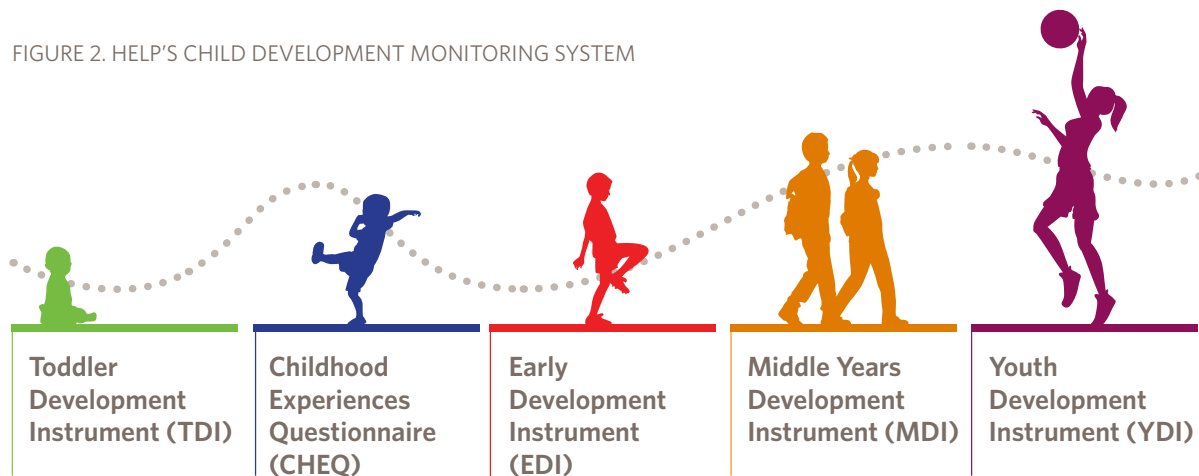 FIGURE 2. HELP'S CHILD DEVELOPMENT MONITORING SYSTEM
Toddler
Development
Instrument (TDI)
Childhood
Experiences
Questionnaire
(CHEQ)
Early
Development
Instrument
(EDI)
Middle Years
Development
Instrument (MDI)
Youth
Development
Instrument (YDI)